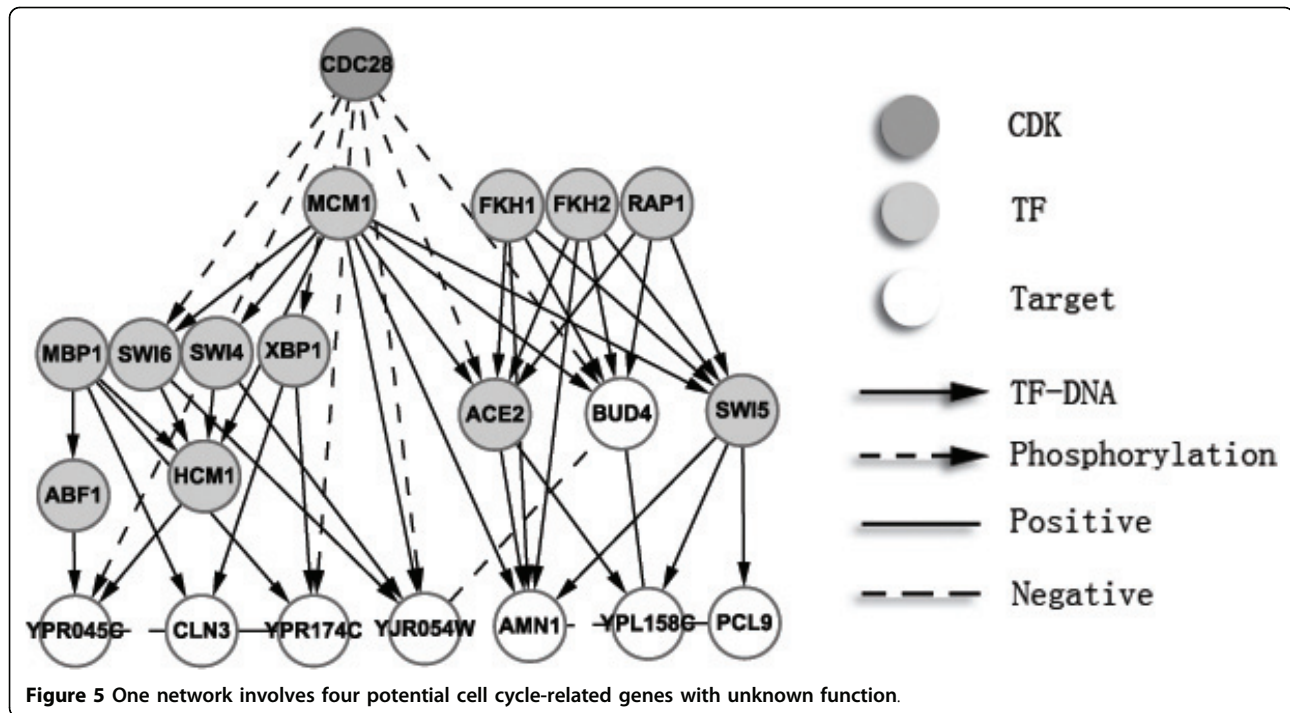 CDC28
CDK
MCM1
FKH1
FKH2
RAP1
TF
Target
MBP1
SWI6
SWI4
XBP1
TF-DNA
ACE2
BUD4
SWI5
Phosphorylation
HCM1
ABF1
Positive
Negative
YPR045C
CLN3
YPR174C
YJR054W
AMN1
YPL158C
PCL9
Figure 5 One network involves four potential cell cycle-related genes with unknown function.